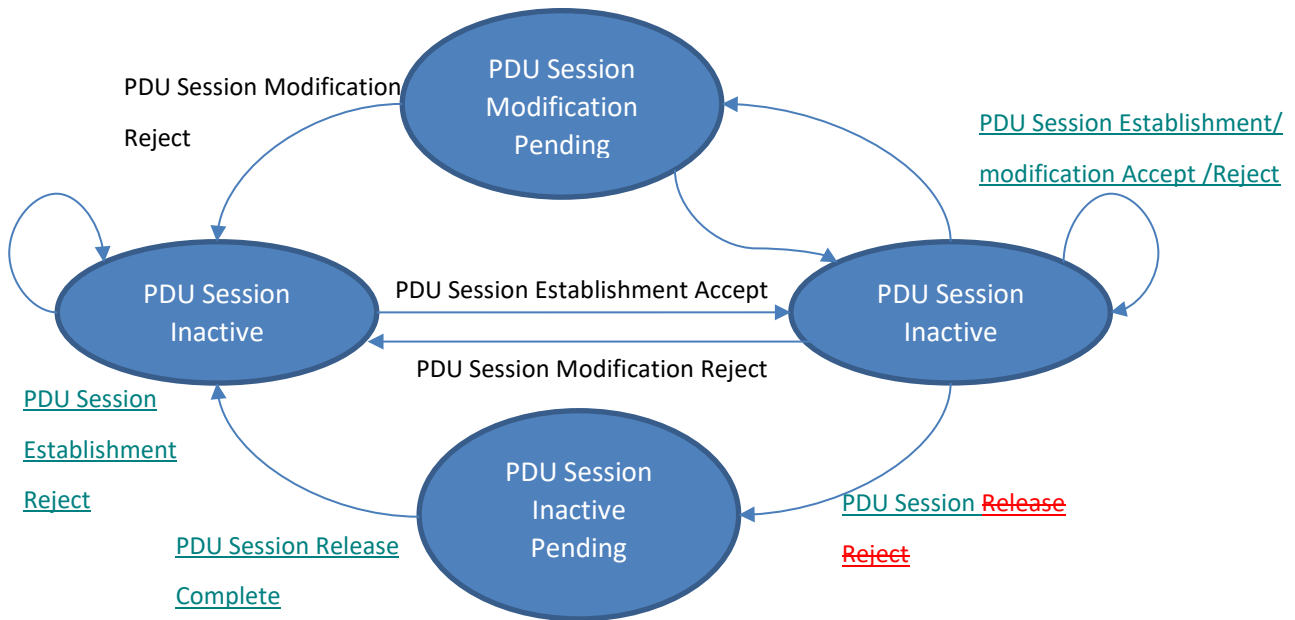 PDU Session
Modification
Pending
PDU Session Modification
Reject
PDU Session Establishment/
modification Accept /Reject
PDU Session
Inactive
PDU Session Establishment Accept
PDU Session
Inactive
PDU Session Modification Reject
PDU Session
Establishment
Reject
PDU Session
Inactive
Pending
PDU Session Release
Reject
PDU Session Release
Complete